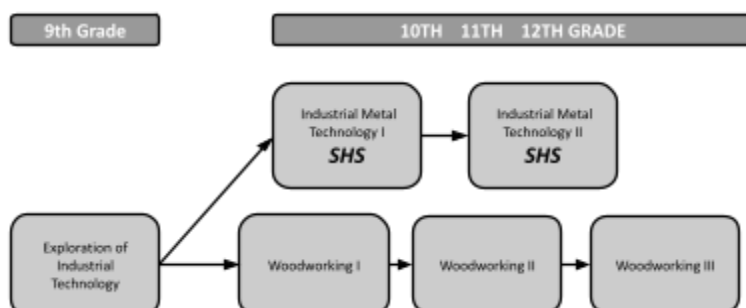 9th Grade
10TH 11TH 12TH GRADE
Industrial Metal
Technology I
SHS
Industrial Metal
Technology II
SHS
Exploration of
Industrial
Technology
Woodworking I
Woodworking II
Woodworking III